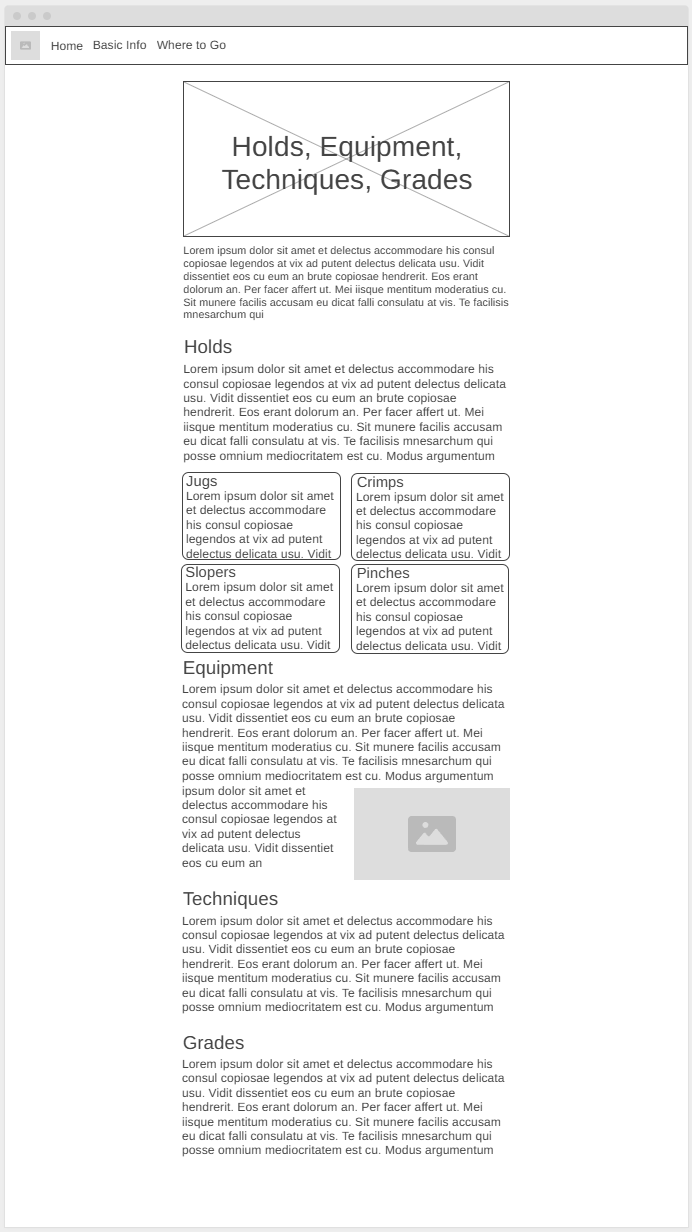 Home Basic Info Where to Go
Holds, Equipment,
Techniques, Grades
Lorem ipsum dolor sit amet et delectus accommodare his consul
copiosae legendos at vix ad putent delectus delicata usu. Vidit
dissentiet eos cu eum an brute copiosae hendrerit. Eos erant
dolorum an. Per facer affert ut. Mei iisque mentitum moderatius cu.
Sit munere facilis accusam eu dicat falli consulatu at vis. Te facilisis
mnesarchum qui
Holds
Lorem ipsum dolor sit amet et delectus accommodare his
consul copiosae legendos at vix ad putent delectus delicata
usu. Vidit dissentiet eos cu eum an brute copiosae
hendrerit. Eos erant dolorum an. Per facer affert ut. Mei
iisque mentitum moderatius cu. Sit munere facilis accusam
eu dicat falli consulatu at vis. Te facilisis mnesarchum qui
posse omnium mediocritatem est cu. Modus argumentum
Jugs
Lorem ipsum dolor sit amet
et delectus accommodare
his consul copiosae
legendos at vix ad putent
delectus delicata usu. Vidit
Crimps
Lorem ipsum dolor sit amet
et delectus accommodare
his consul copiosae
legendos at vix ad putent
delectus delicata usu. Vidit
Slopers
Lorem ipsum dolor sit amet
et delectus accommodare
his consul copiosae
legendos at vix ad putent
delectus delicata usu. Vidit
Pinches
Lorem ipsum dolor sit amet
et delectus accommodare
his consul copiosae
legendos at vix ad putent
delectus delicata usu. Vidit
Equipment
Lorem ipsum dolor sit amet et delectus accommodare his
consul copiosae legendos at vix ad putent delectus delicata
usu. Vidit dissentiet eos cu eum an brute copiosae
hendrerit. Eos erant dolorum an. Per facer affert ut. Mei
iisque mentitum moderatius cu. Sit munere facilis accusam
eu dicat falli consulatu at vis. Te facilisis mnesarchum qui
posse omnium mediocritatem est cu. Modus argumentum
ipsum dolor sit amet et
delectus accommodare his
consul copiosae legendos at
vix ad putent delectus
delicata usu. Vidit dissentiet
eos cu eum an
Techniques
Lorem ipsum dolor sit amet et delectus accommodare his
consul copiosae legendos at vix ad putent delectus delicata
usu. Vidit dissentiet eos cu eum an brute copiosae
hendrerit. Eos erant dolorum an. Per facer affert ut. Mei
iisque mentitum moderatius cu. Sit munere facilis accusam
eu dicat falli consulatu at vis. Te facilisis mnesarchum qui
posse omnium mediocritatem est cu. Modus argumentum
Grades
Lorem ipsum dolor sit amet et delectus accommodare his
consul copiosae legendos at vix ad putent delectus delicata
usu. Vidit dissentiet eos cu eum an brute copiosae
hendrerit. Eos erant dolorum an. Per facer affert ut. Mei
iisque mentitum moderatius cu. Sit munere facilis accusam
eu dicat falli consulatu at vis. Te facilisis mnesarchum qui
posse omnium mediocritatem est cu. Modus argumentum